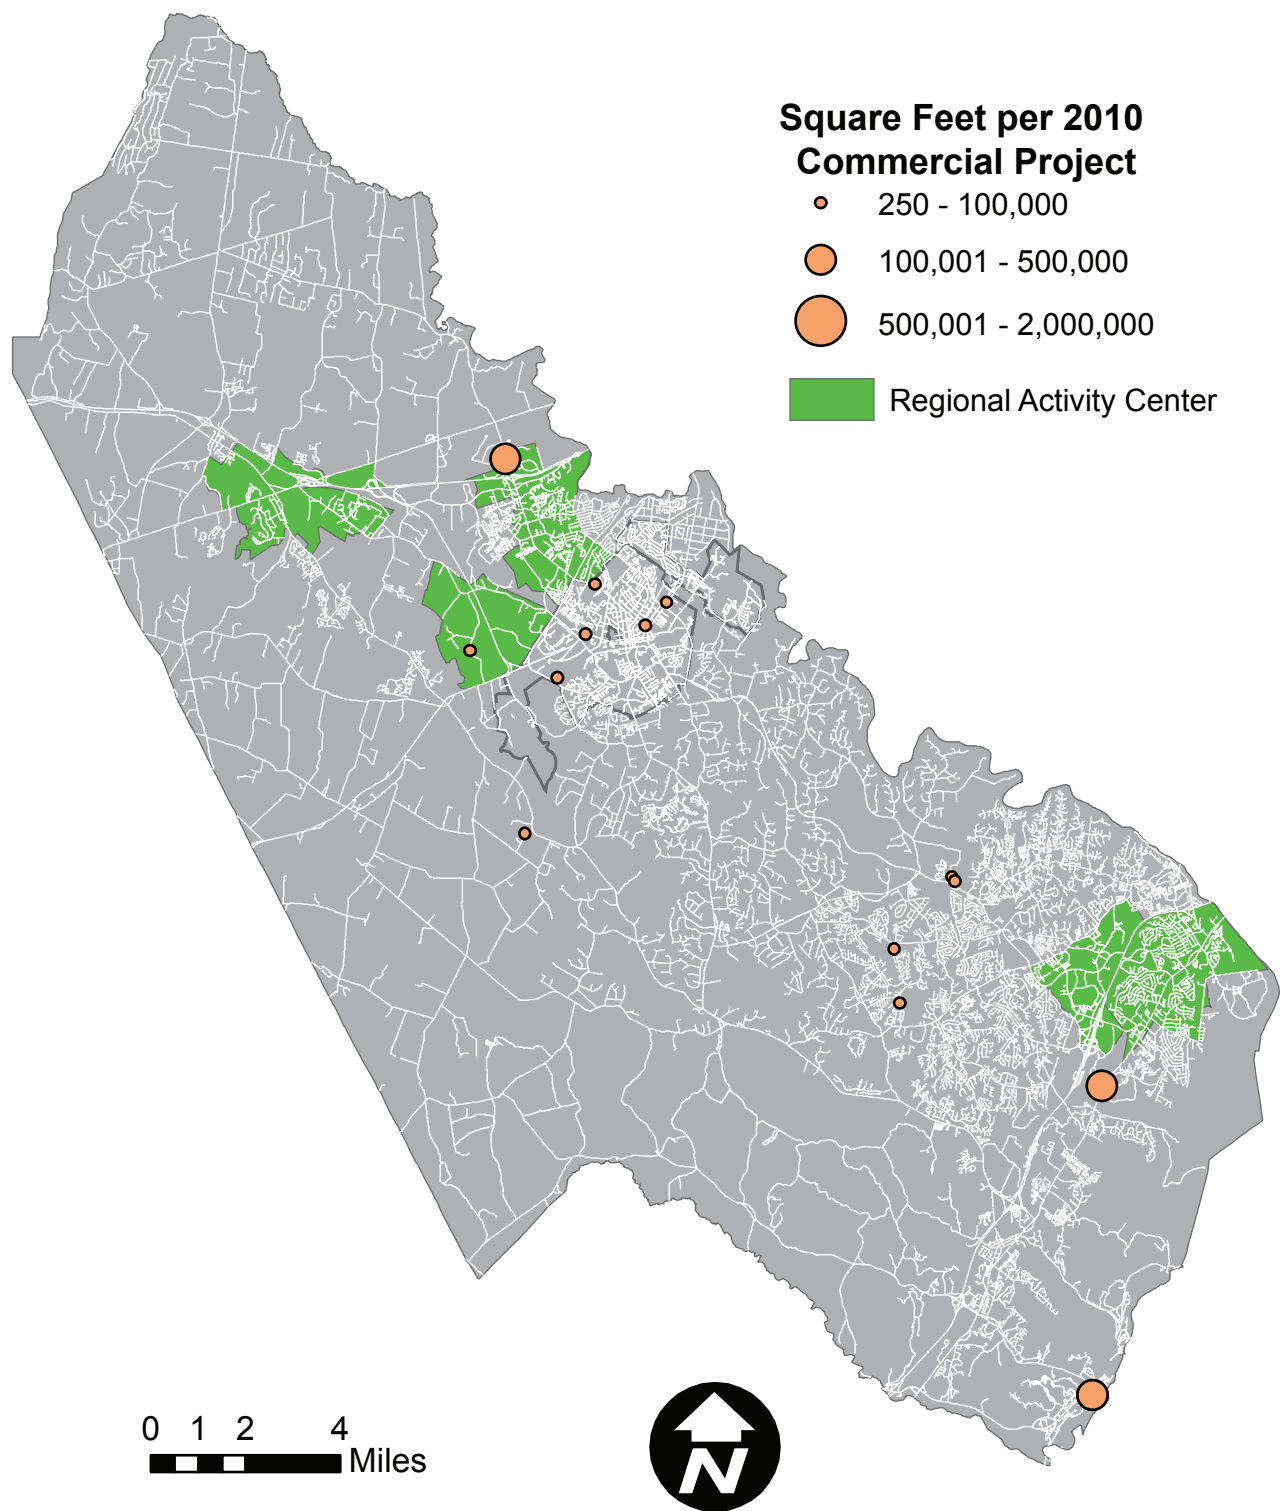 Square Feet per 2010
Commercial Project
250 - 100,000
100,001 - 500,000
500,001 - 2,000,000
Regional Activity Center
0 1 2 4
Miles
N